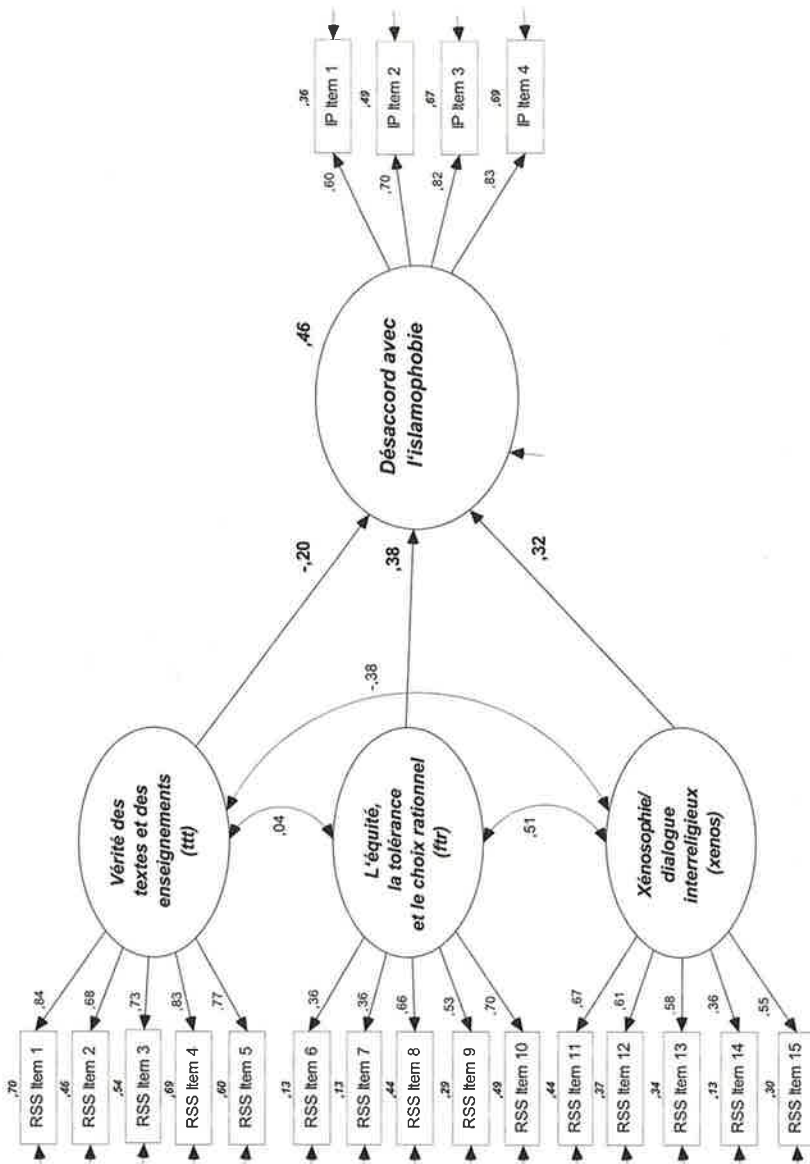 ,70
RSS Item 1
,84
,46
RSS Item 2
,68
,54
RSS Item 3
,73
,69
RSS Item 4
,83
,60
RSS Item 5
,77
Vérité des
textes et des
enseignements
(ttt)
,13
RSS Item 6
,36
,13
RSS Item 7
,36
,44
RSS Item 8
,66
,29
RSS Item 9
,53
,49
RSS Item 10
,70
L'équité,
la tolérance
et le choix rationnel
(ftr)
,44
RSS Item 11
,67
,37
RSS Item 12
,61
,34
RSS Item 13
,58
,13
RSS Item 14
,36
,30
RSS Item 15
,55
Xénosophie/
dialogue
interreligieux
(xenos)
,04
,51
-,38
-,20
,38
,32
,46
Désaccord avec
l'islamophobie
,60
,36
IP Item 1
,70
,49
IP Item 2
,82
,67
IP Item 3
,83
,69
IP Item 4